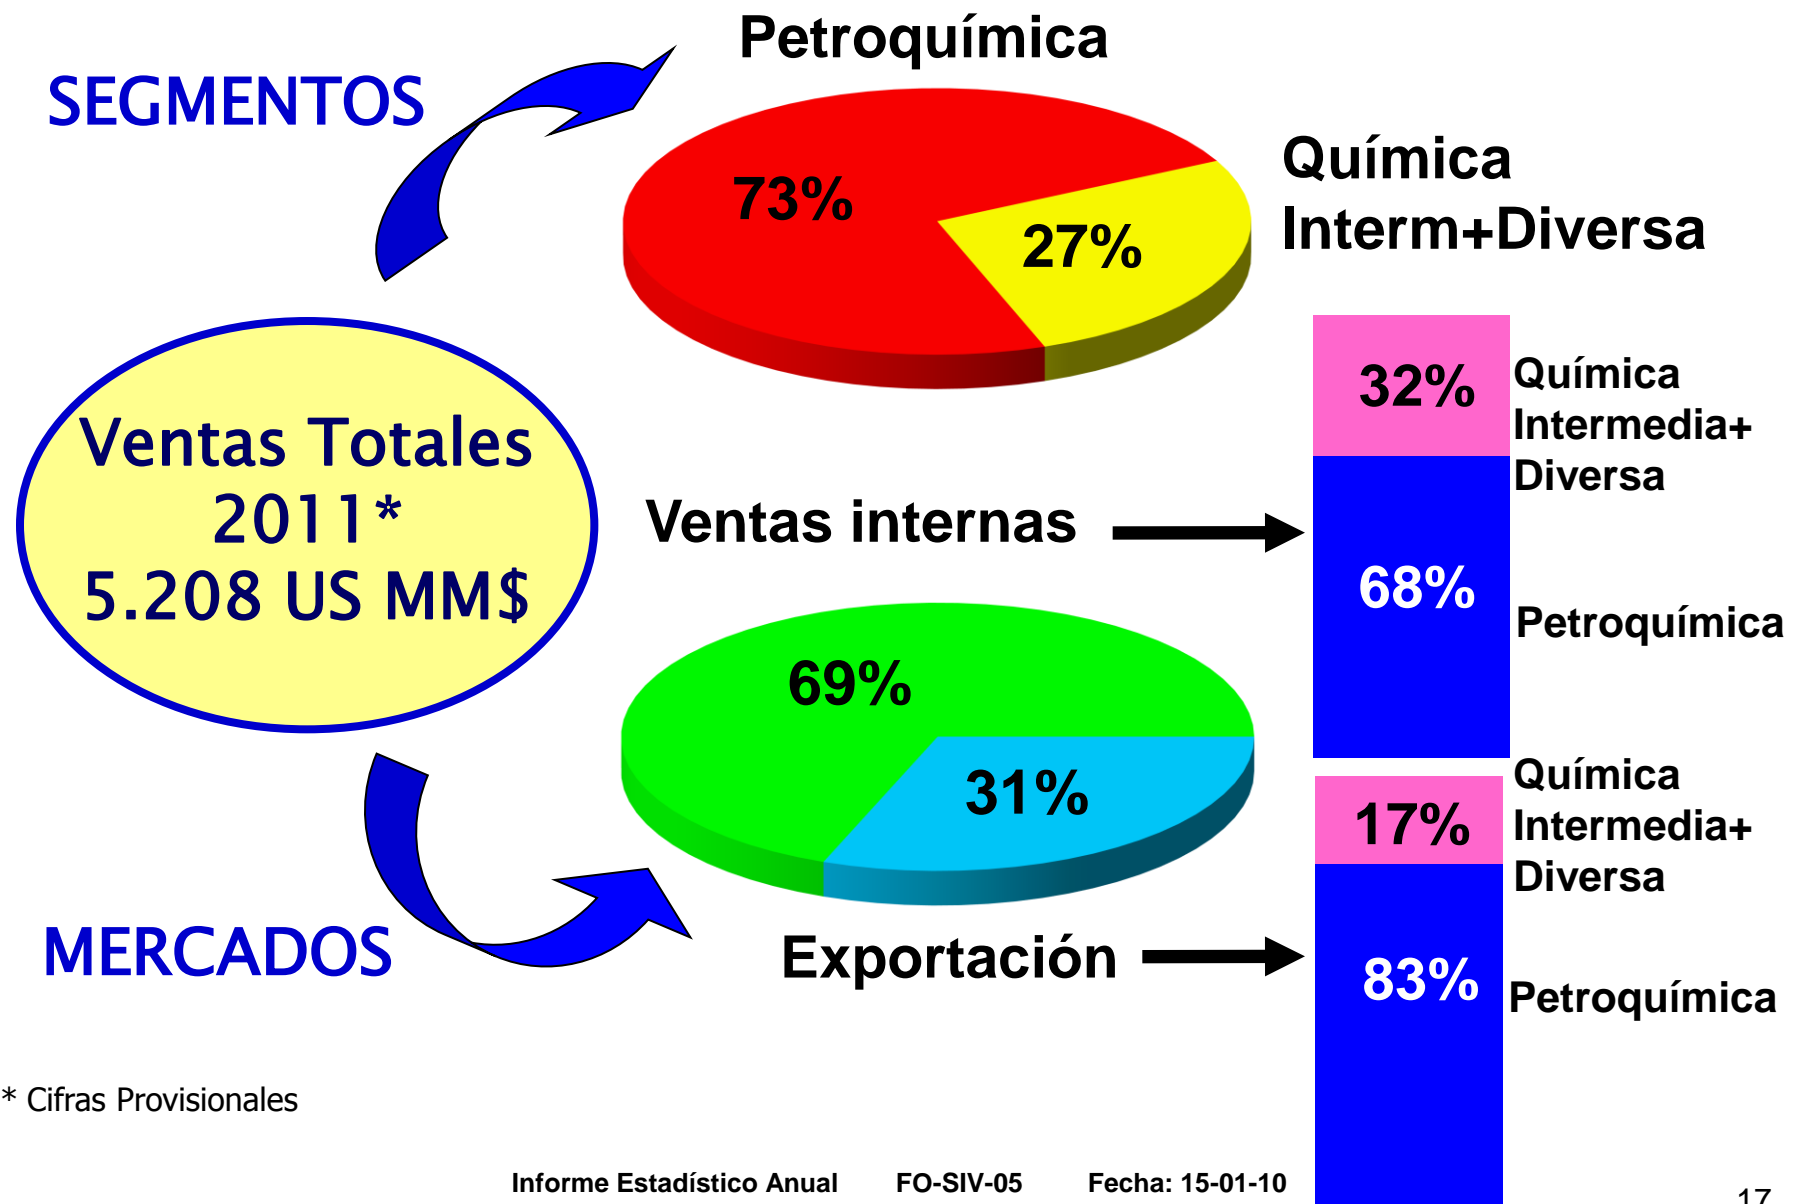 Petroquímica
SEGMENTOS
Química
Interm+Diversa
73%
27%
Ventas Totales
2011*
5.208 US MM$
32%
Química
Intermedia+
Diversa
Ventas internas
68%
Petroquímica
69%
31%
17%
Química
Intermedia+
Diversa
MERCADOS
Exportación
83%
Petroquímica
* Cifras Provisionales
Informe Estadístico Anual FO-SIV-05 Fecha: 15-01-10
17